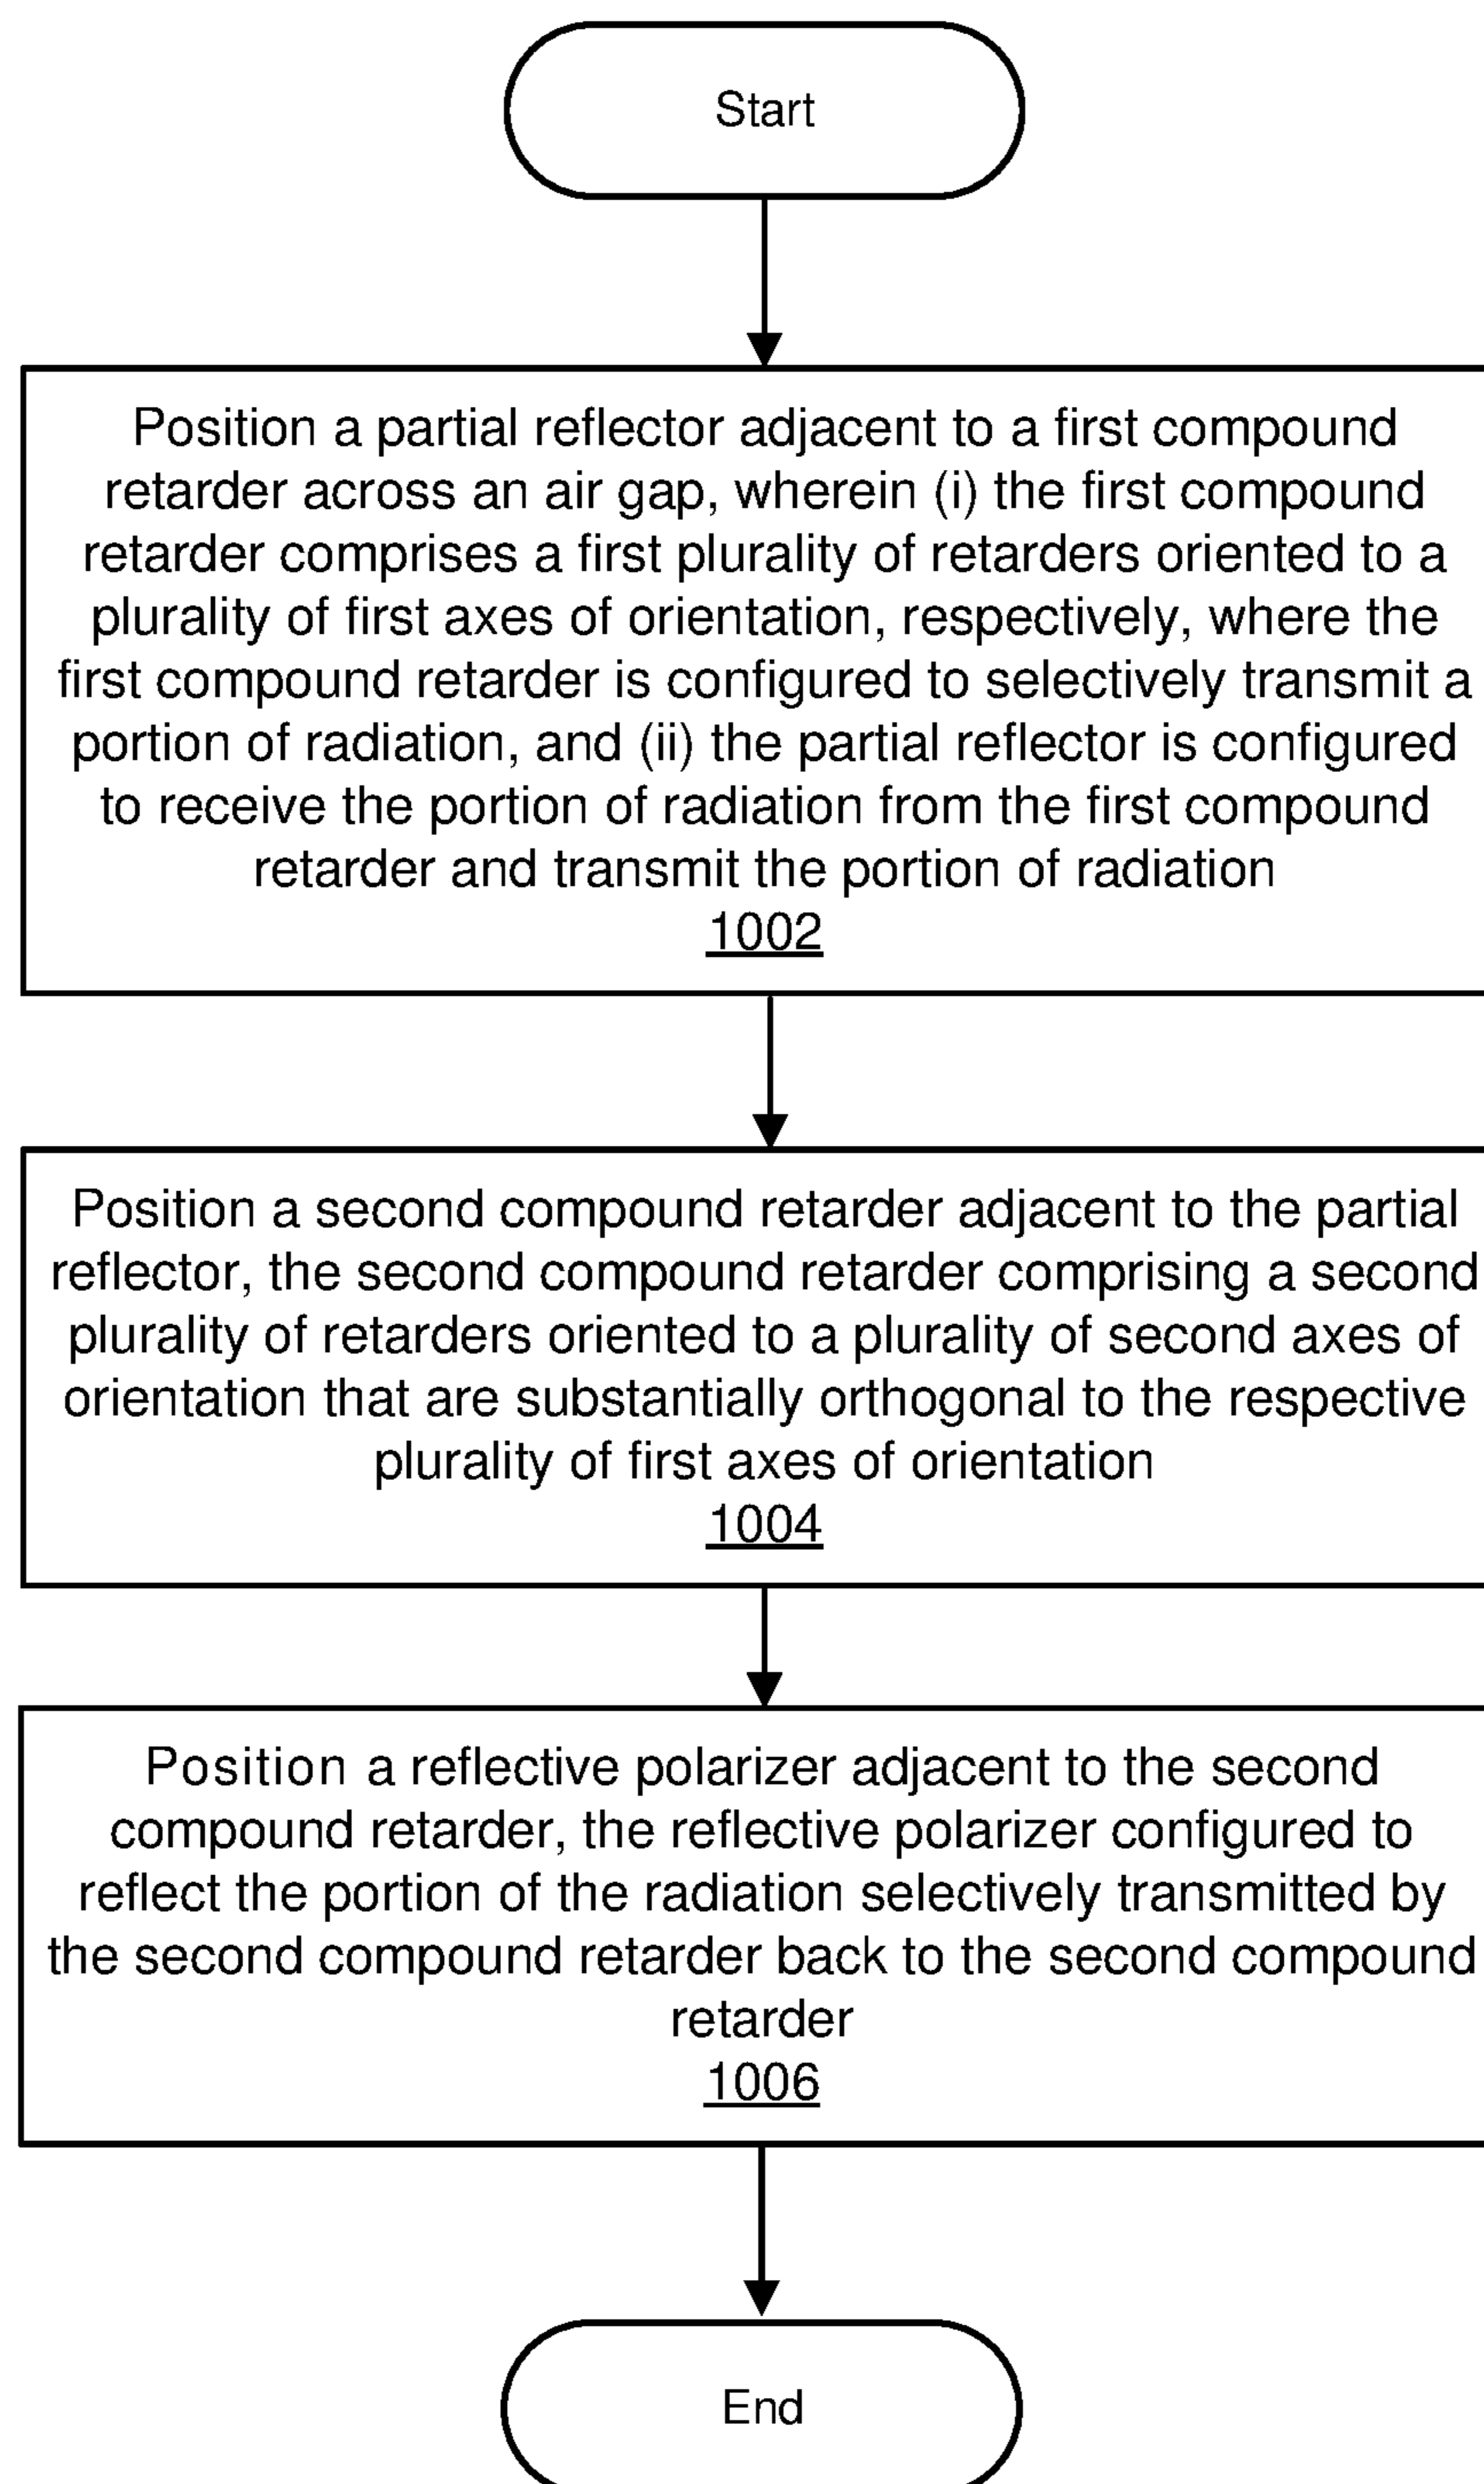 Start
Position a partial reflector adjacent to a first compound
retarder across an air gap, wherein (i) the first compound
retarder comprises a first plurality of retarders oriented to a
plurality of first axes of orientation, respectively, where the
first compound retarder is configured to selectively transmit a
portion of radiation, and (ii) the partial reflector is configured
to receive the portion of radiation from the first compound
retarder and transmit the portion of radiation
1002
Position a second compound retarder adjacent to the partial
reflector, the second compound retarder comprising a second
plurality of retarders oriented to a plurality of second axes of
orientation that are substantially orthogonal to the respective
plurality of first axes of orientation
1004
Position a reflective polarizer adjacent to the second
compound retarder, the reflective polarizer configured to
reflect the portion of the radiation selectively transmitted by
the second compound retarder back to the second compound
retarder
1006
End